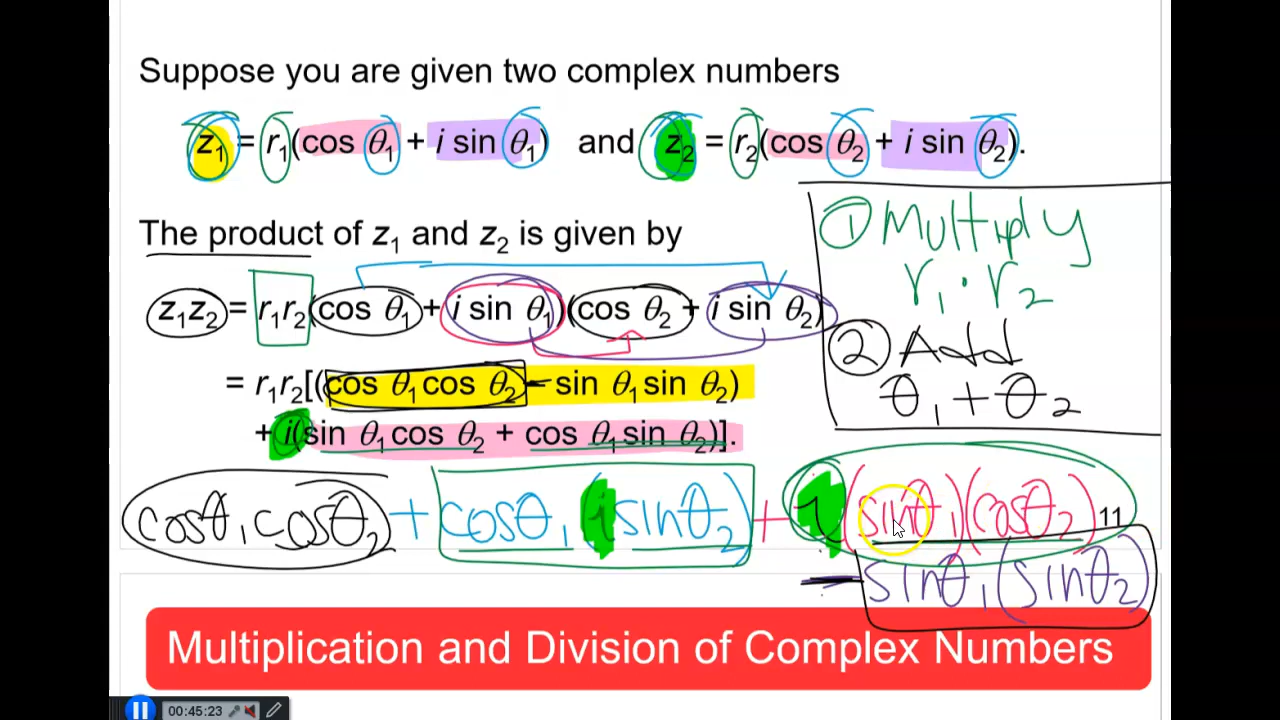 Suppose you are given two complex numbers
z₁ = r₁(cos θ₁ + i sin θ₁) and z₂ = r₂(cos θ₂ + i sin θ₂).
The product of z₁ and z₂ is given by
z₁z₂ = r₁r₂(cos θ₁ + i sin θ₁)(cos θ₂ + i sin θ₂)
= r₁r₂[(cos θ₁ cos θ₂ – sin θ₁ sin θ₂)
+ i(sin θ₁ cos θ₂ + cos θ₁ sin θ₂)].
① Multiply
r₁ · r₂
② Add
θ₁ + θ₂
cosθ₁cosθ₂ + cosθ₁ i sinθ₂ + i(sinθ₁)(cosθ₂)
11
– sinθ₁(sinθ₂)
Multiplication and Division of Complex Numbers
00:45:23